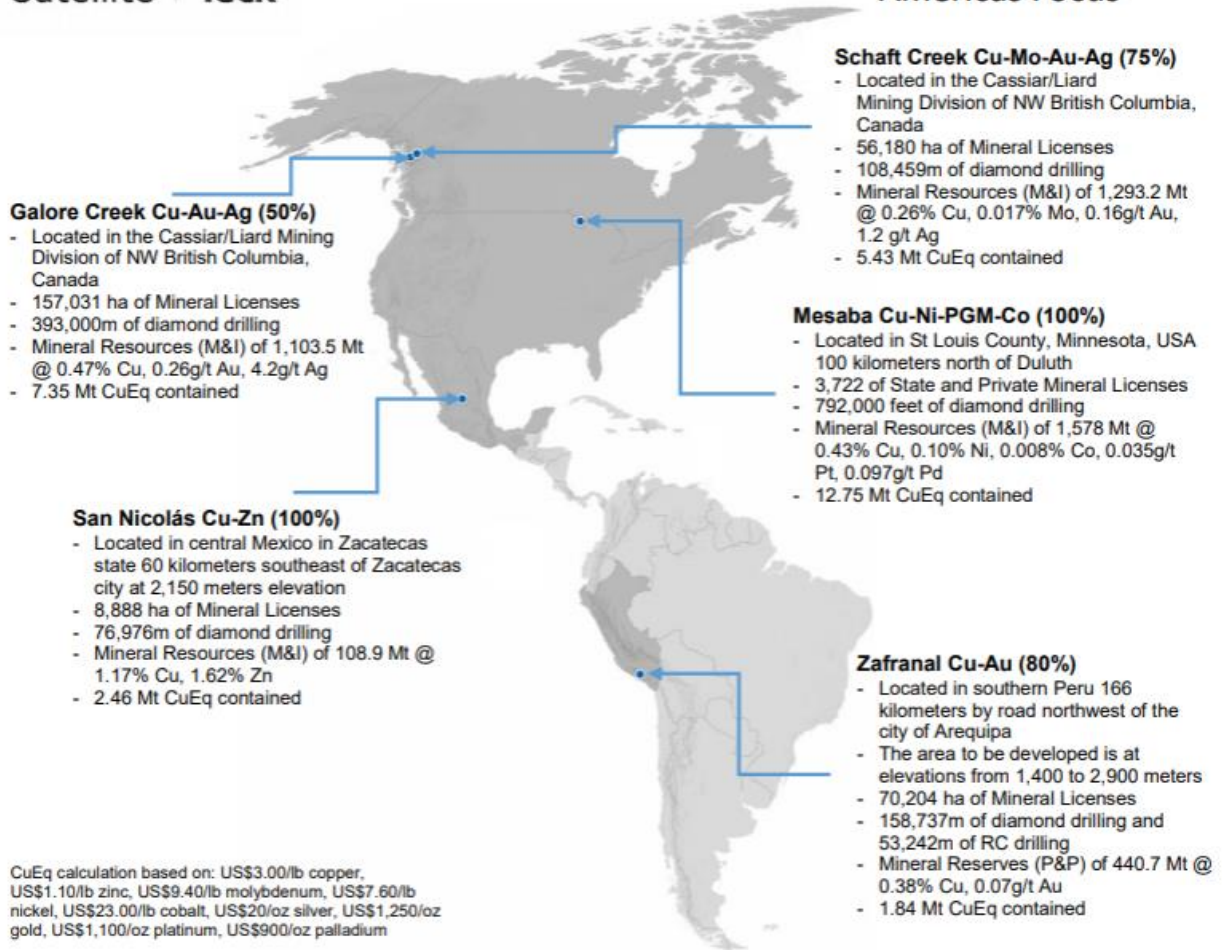 Schaft Creek Cu-Mo-Au-Ag (75%)
- Located in the Cassiar/Liard
Mining Division of NW British Columbia,
Canada
- 56,180 ha of Mineral Licenses
- 108,459m of diamond drilling
- Mineral Resources (M&I) of 1,293.2 Mt
@ 0.26% Cu, 0.017% Mo, 0.16g/t Au,
1.2 g/t Ag
- 5.43 Mt CuEq contained
Galore Creek Cu-Au-Ag (50%)
- Located in the Cassiar/Liard Mining
Division of NW British Columbia,
Canada
- 157,031 ha of Mineral Licenses
- 393,000m of diamond drilling
- Mineral Resources (M&I) of 1,103.5 Mt
@ 0.47% Cu, 0.26g/t Au, 4.2g/t Ag
- 7.35 Mt CuEq contained
Mesaba Cu-Ni-PGM-Co (100%)
- Located in St Louis County, Minnesota, USA
100 kilometers north of Duluth
- 3,722 of State and Private Mineral Licenses
- 792,000 feet of diamond drilling
- Mineral Resources (M&I) of 1,578 Mt @
0.43% Cu, 0.10% Ni, 0.008% Co, 0.035g/t
Pt, 0.097g/t Pd
- 12.75 Mt CuEq contained
San Nicolás Cu-Zn (100%)
- Located in central Mexico in Zacatecas
state 60 kilometers southeast of Zacatecas
city at 2,150 meters elevation
- 8,888 ha of Mineral Licenses
- 76,976m of diamond drilling
- Mineral Resources (M&I) of 108.9 Mt @
1.17% Cu, 1.62% Zn
- 2.46 Mt CuEq contained
Zafranal Cu-Au (80%)
- Located in southern Peru 166
kilometers by road northwest of the
city of Arequipa
- The area to be developed is at
elevations from 1,400 to 2,900 meters
- 70,204 ha of Mineral Licenses
- 158,737m of diamond drilling and
53,242m of RC drilling
- Mineral Reserves (P&P) of 440.7 Mt @
0.38% Cu, 0.07g/t Au
- 1.84 Mt CuEq contained
CuEq calculation based on: US$3.00/lb copper,
US$1.10/lb zinc, US$9.40/lb molybdenum, US$7.60/lb
nickel, US$23.00/lb cobalt, US$20/oz silver, US$1,250/oz
gold, US$1,100/oz platinum, US$900/oz palladium